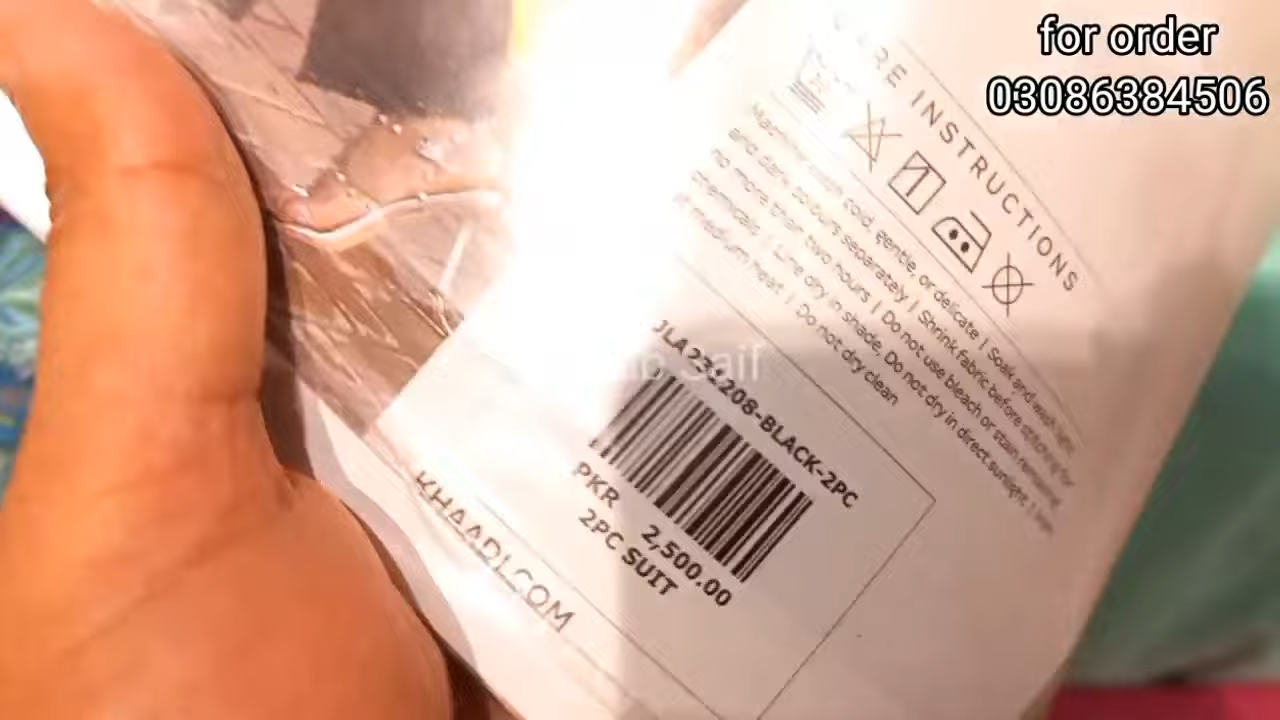 for order
03086384506
CARE INSTRUCTIONS
Machine wash cold, gentle, or delicate | Soak and wash light
and dark colours separately | Shrink fabric before stitching for
no more than two hours | Do not use bleach or stain removing
chemicals | Line dry in shade, Do not dry in direct sunlight | Iron
medium heat | Do not dry clean
Saif
JLA231208-BLACK-2PC
PKR 2,500.00
2PC SUIT
KHAADI.COM